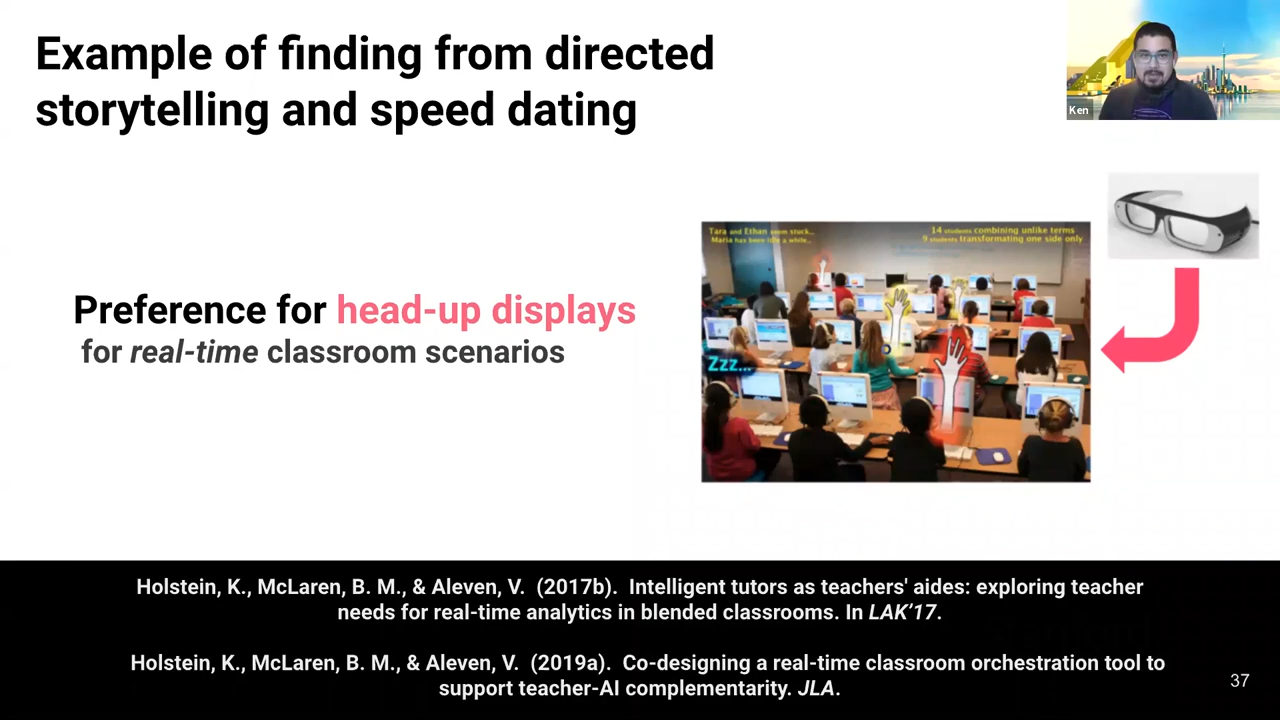 Example of finding from directed
storytelling and speed dating
Ken
Tara and Ethan seem stuck...
Maria has been idle a while...
14 students combining unlike terms
9 students transformating one side only
Preference for head-up displays
for real-time classroom scenarios
Zzz...
Holstein, K., McLaren, B. M., & Aleven, V. (2017b). Intelligent tutors as teachers' aides: exploring teacher
needs for real-time analytics in blended classrooms. In LAK’17.
Holstein, K., McLaren, B. M., & Aleven, V. (2019a). Co-designing a real-time classroom orchestration tool to
support teacher-AI complementarity. JLA.
37